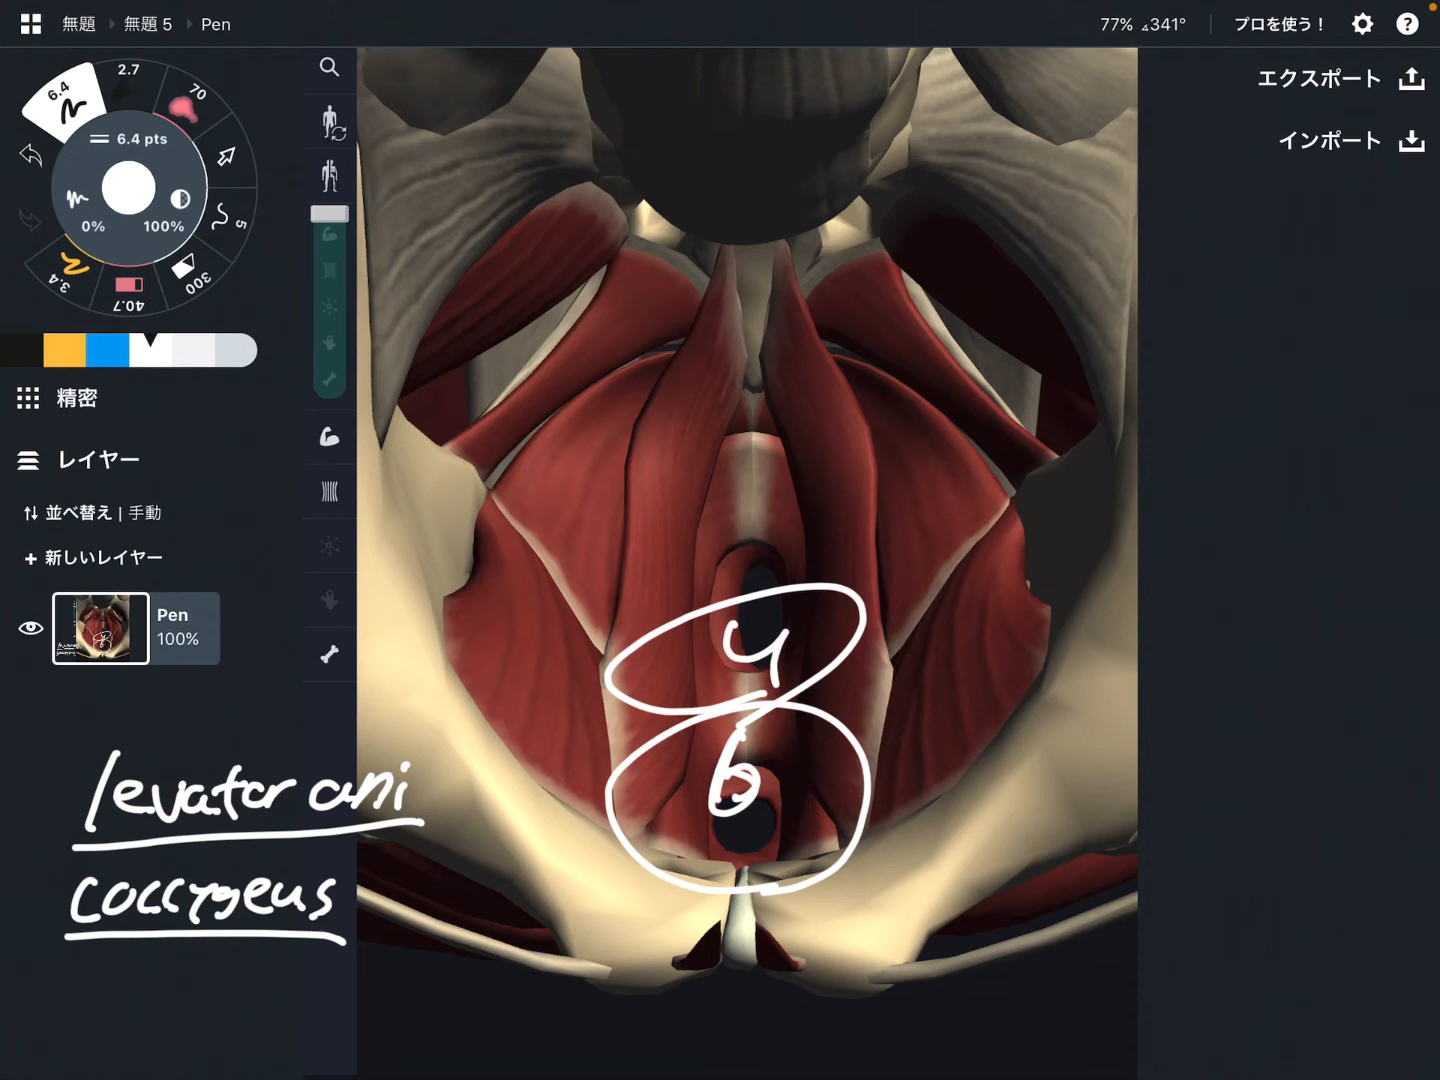 無題 無題 5 Pen
77% ⊿341° プロを使う！
エクスポート
インポート
6.4 2.7 70
6.4 pts
0% 100%
5
300
40.7
3.4
精密
レイヤー
並べ替え | 手動
+ 新しいレイヤー
Pen
100%
4
6
levator ani
coccygeus